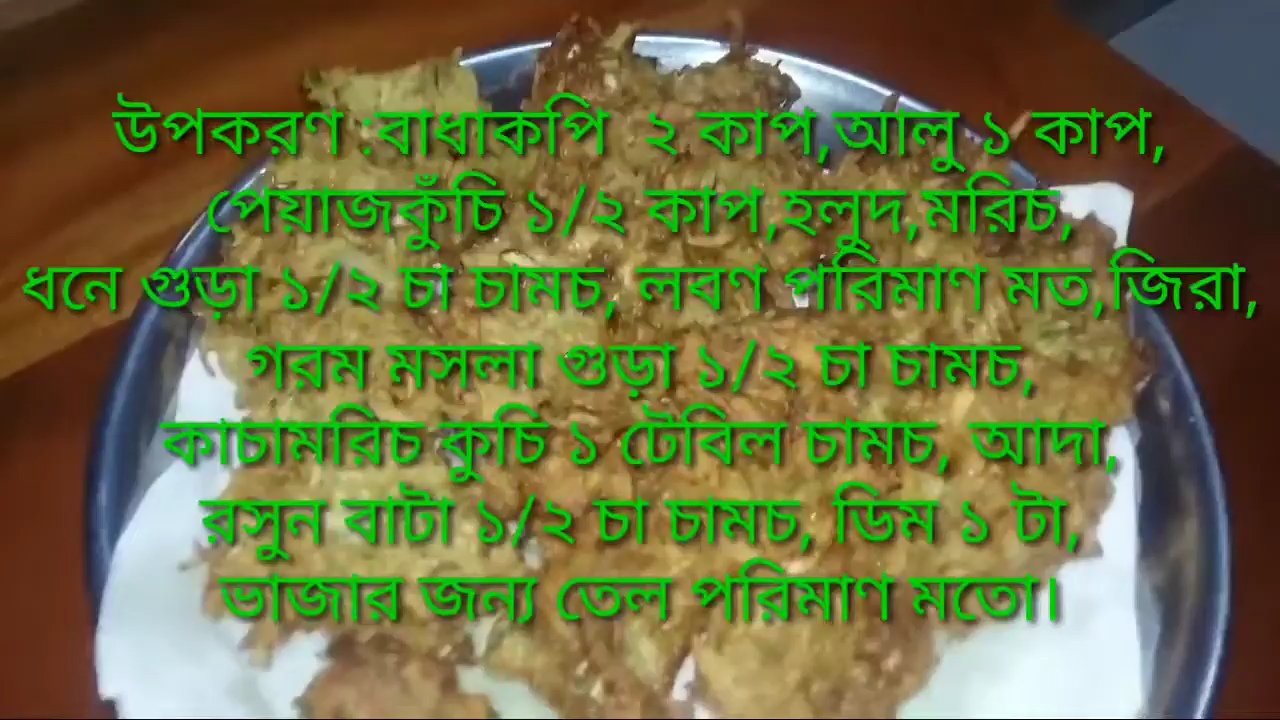 উপকরণ :বাধাকপি ২ কাপ,আলু ১ কাপ,
পেয়াজকুঁচি ১/২ কাপ,হলুদ,মরিচ,
ধনে গুড়া ১/২ চা চামচ, লবণ পরিমাণ মত,জিরা,
গরম মসলা গুড়া ১/২ চা চামচ,
কাচামরিচ কুচি ১ টেবিল চামচ, আদা,
রসুন বাটা ১/২ চা চামচ, ডিম ১ টা,
ভাজার জন্য তেল পরিমাণ মতো।